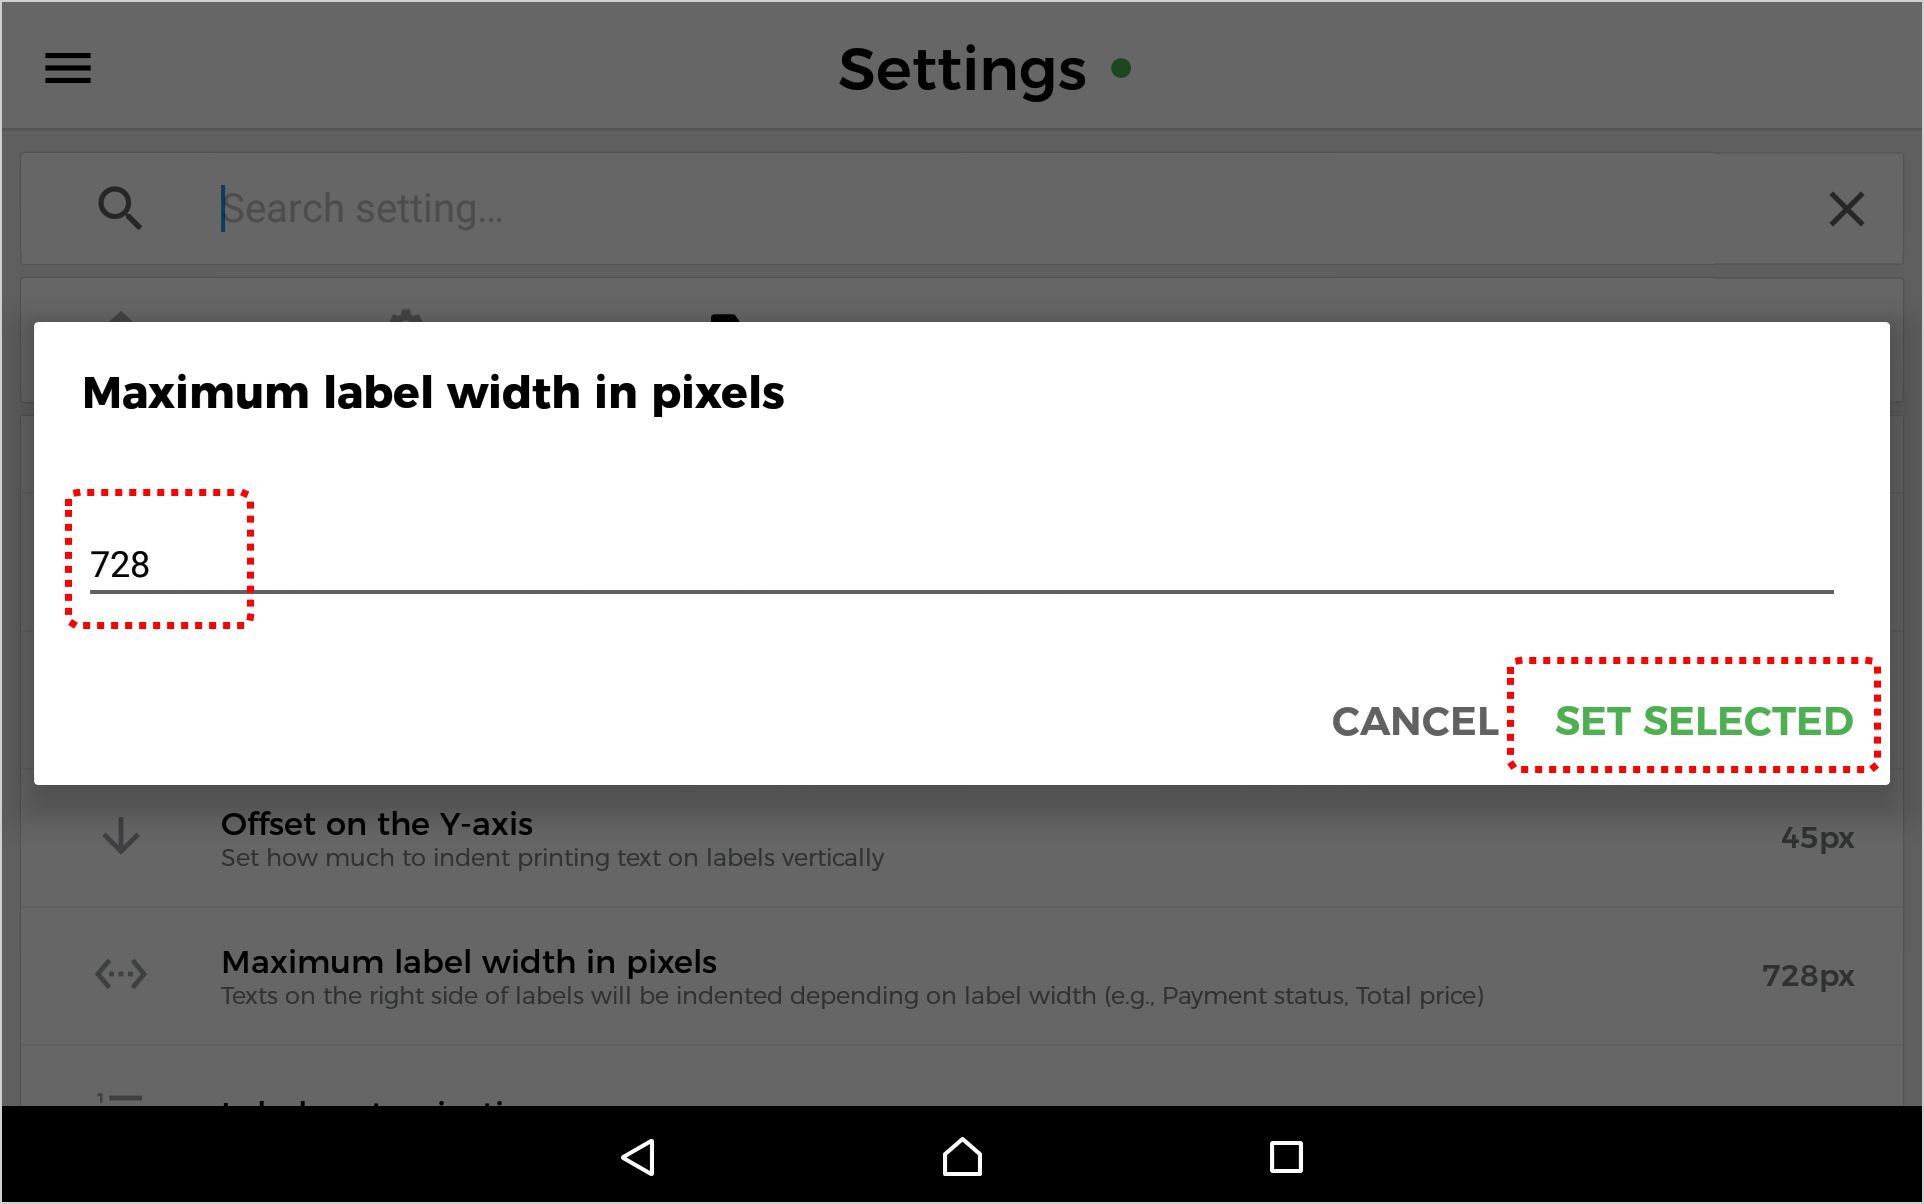 Settings
Search setting...
Maximum label width in pixels
728
CANCEL SET SELECTED
Offset on the Y-axis
Set how much to indent printing text on labels vertically
45px
Maximum label width in pixels
Texts on the right side of labels will be indented depending on label width (e.g., Payment status, Total price)
728px